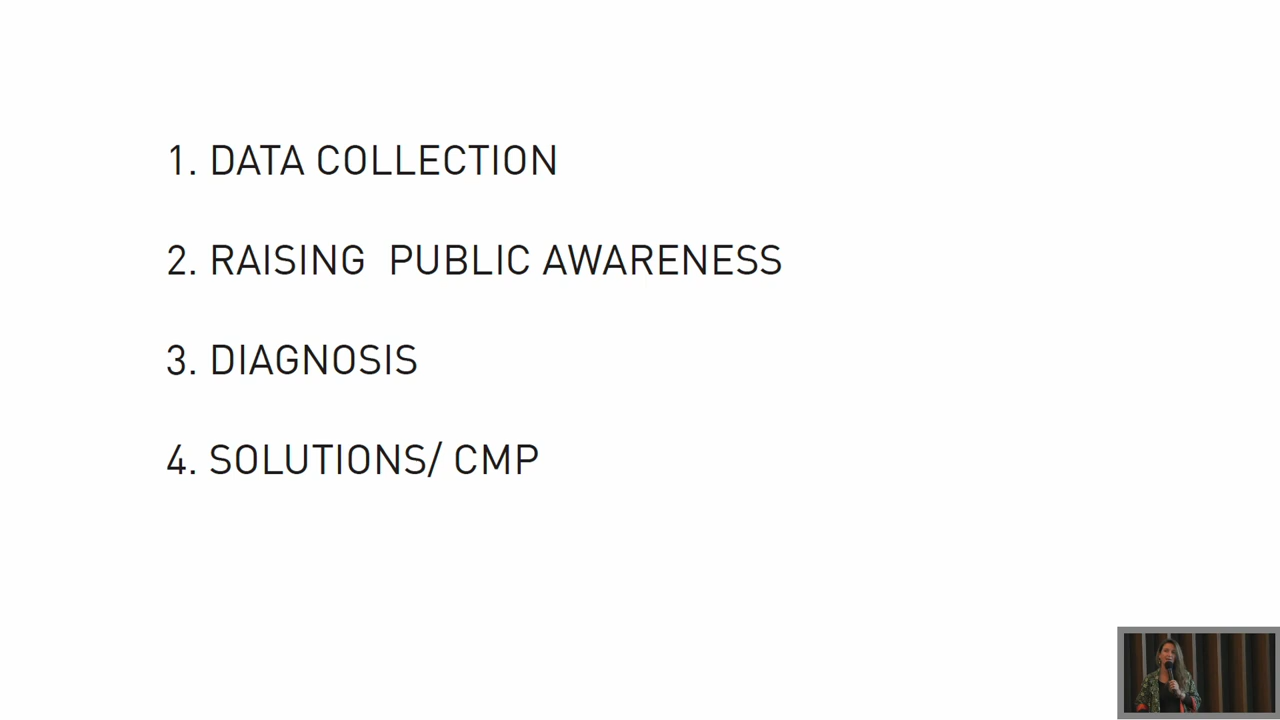 1. DATA COLLECTION
2. RAISING  PUBLIC AWARENESS
3. DIAGNOSIS
4. SOLUTIONS/ CMP